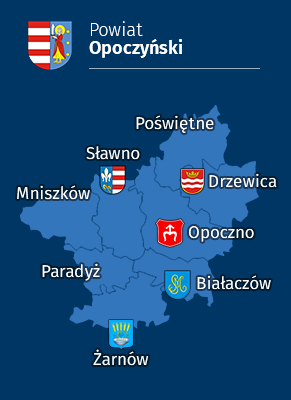 Powiat
Opoczyński
Poświętne
Sławno
Drzewica
Mniszków
Opoczno
Paradyż
Białaczów
Żarnów